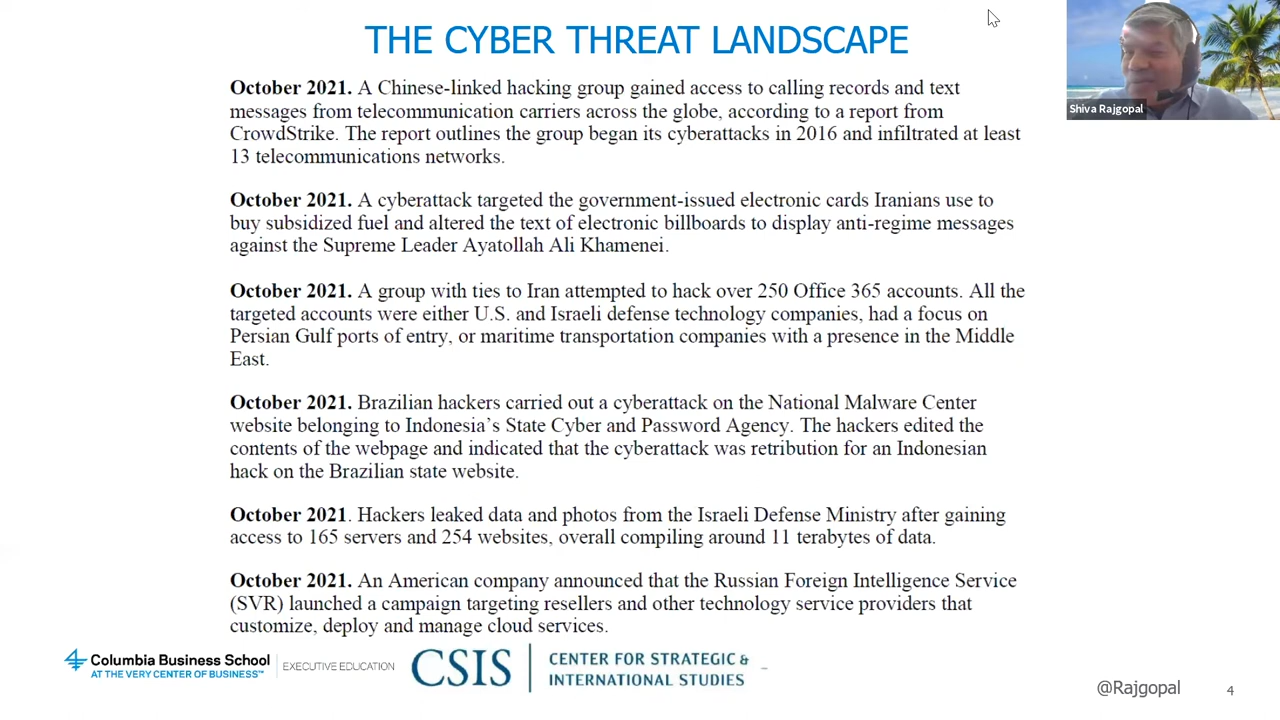 THE CYBER THREAT LANDSCAPE
Shiva Rajgopal
October 2021. A Chinese-linked hacking group gained access to calling records and text
messages from telecommunication carriers across the globe, according to a report from
CrowdStrike. The report outlines the group began its cyberattacks in 2016 and infiltrated at least
13 telecommunications networks.
October 2021. A cyberattack targeted the government-issued electronic cards Iranians use to
buy subsidized fuel and altered the text of electronic billboards to display anti-regime messages
against the Supreme Leader Ayatollah Ali Khamenei.
October 2021. A group with ties to Iran attempted to hack over 250 Office 365 accounts. All the
targeted accounts were either U.S. and Israeli defense technology companies, had a focus on
Persian Gulf ports of entry, or maritime transportation companies with a presence in the Middle
East.
October 2021. Brazilian hackers carried out a cyberattack on the National Malware Center
website belonging to Indonesia’s State Cyber and Password Agency. The hackers edited the
contents of the webpage and indicated that the cyberattack was retribution for an Indonesian
hack on the Brazilian state website.
October 2021. Hackers leaked data and photos from the Israeli Defense Ministry after gaining
access to 165 servers and 254 websites, overall compiling around 11 terabytes of data.
October 2021. An American company announced that the Russian Foreign Intelligence Service
(SVR) launched a campaign targeting resellers and other technology service providers that
customize, deploy and manage cloud services.
Columbia Business School
AT THE VERY CENTER OF BUSINESS™
EXECUTIVE EDUCATION
CSIS
CENTER FOR STRATEGIC &
INTERNATIONAL STUDIES
@Rajgopal
4